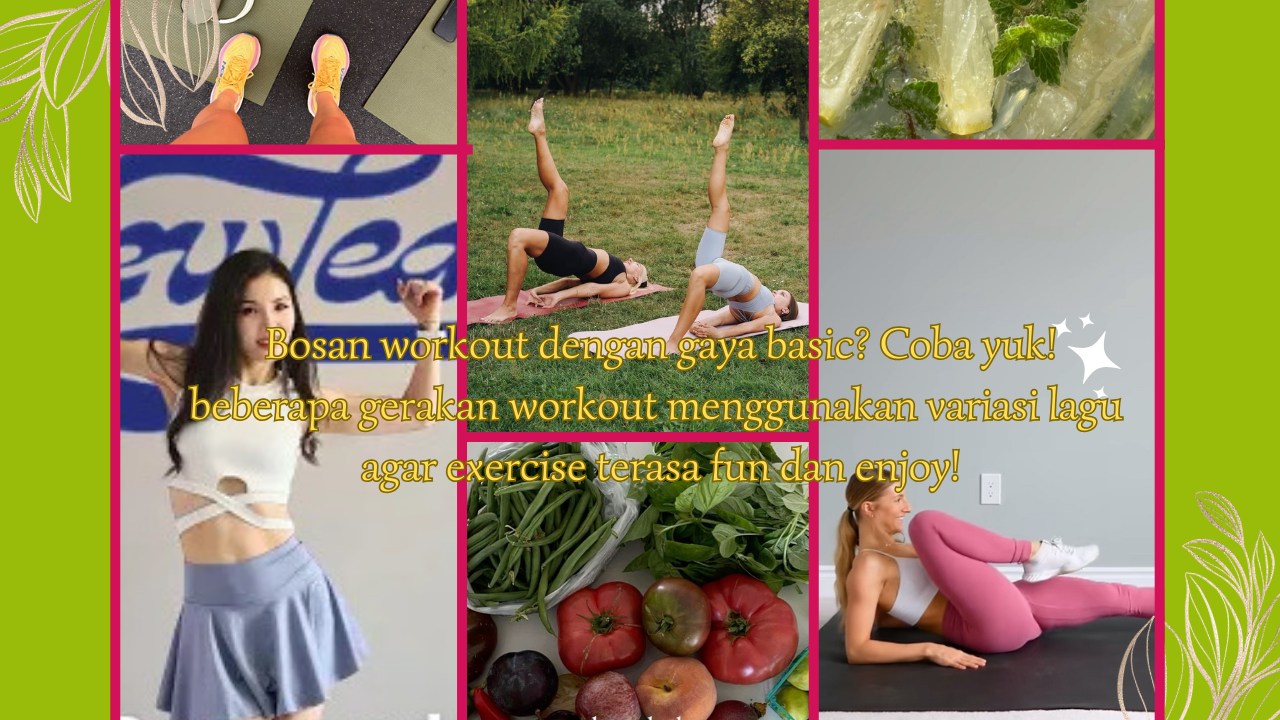 Bosan workout dengan gaya basic? Coba yuk!
beberapa gerakan workout menggunakan variasi lagu
agar exercise terasa fun dan enjoy!